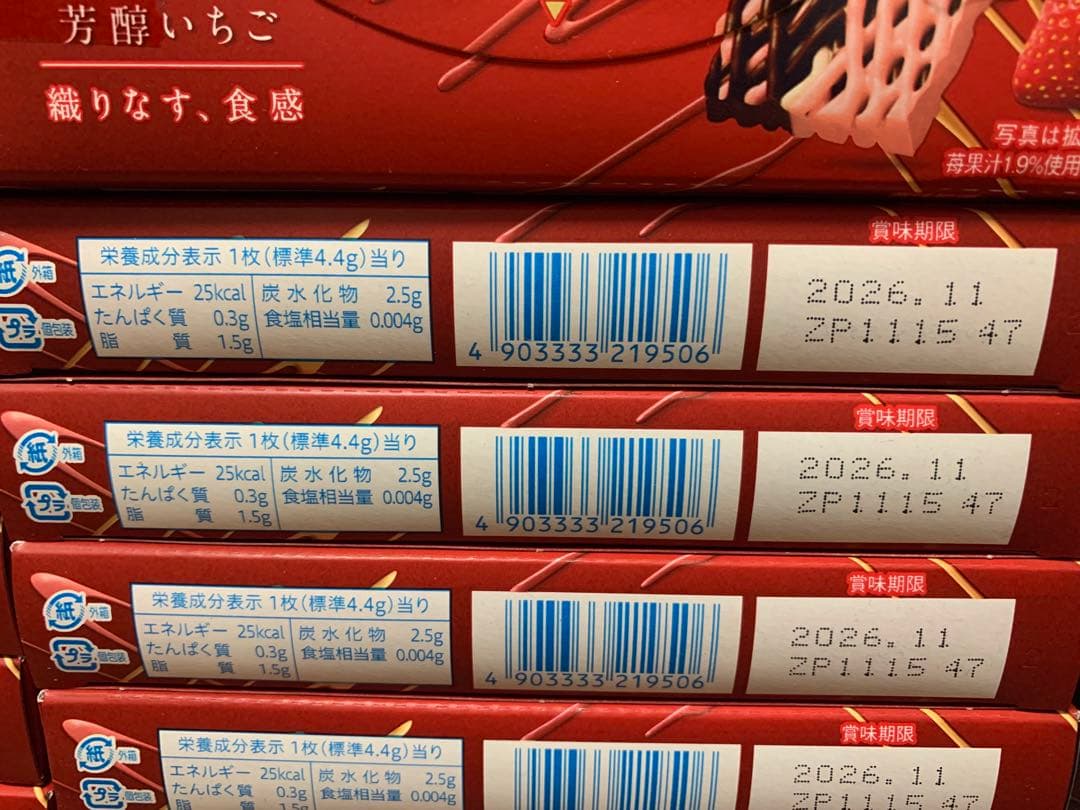 芳醇いちご
織りなす、食感
写真は拡
苺果汁1.9%使用
賞味期限
紙 外箱
プラ 個包装
栄養成分表示 1枚(標準4.4g)当り
エネルギー 25kcal 炭水化物 2.5g
たんぱく質 0.3g 食塩相当量 0.004g
脂質 1.5g
4 903333 219506
2026.11
ZP1115 47
賞味期限
紙 外箱
プラ 個包装
栄養成分表示 1枚(標準4.4g)当り
エネルギー 25kcal 炭水化物 2.5g
たんぱく質 0.3g 食塩相当量 0.004g
脂質 1.5g
4 903333 219506
2026.11
ZP1115 47
賞味期限
紙 外箱
プラ 個包装
栄養成分表示 1枚(標準4.4g)当り
エネルギー 25kcal 炭水化物 2.5g
たんぱく質 0.3g 食塩相当量 0.004g
脂質 1.5g
4 903333 219506
2026.11
ZP1115 47
賞味期限
紙 外箱
プラ 個包装
栄養成分表示 1枚(標準4.4g)当り
エネルギー 25kcal 炭水化物 2.5g
たんぱく質 0.3g 食塩相当量 0.004g
脂質 1.5g
2026.11
ZP1115 47